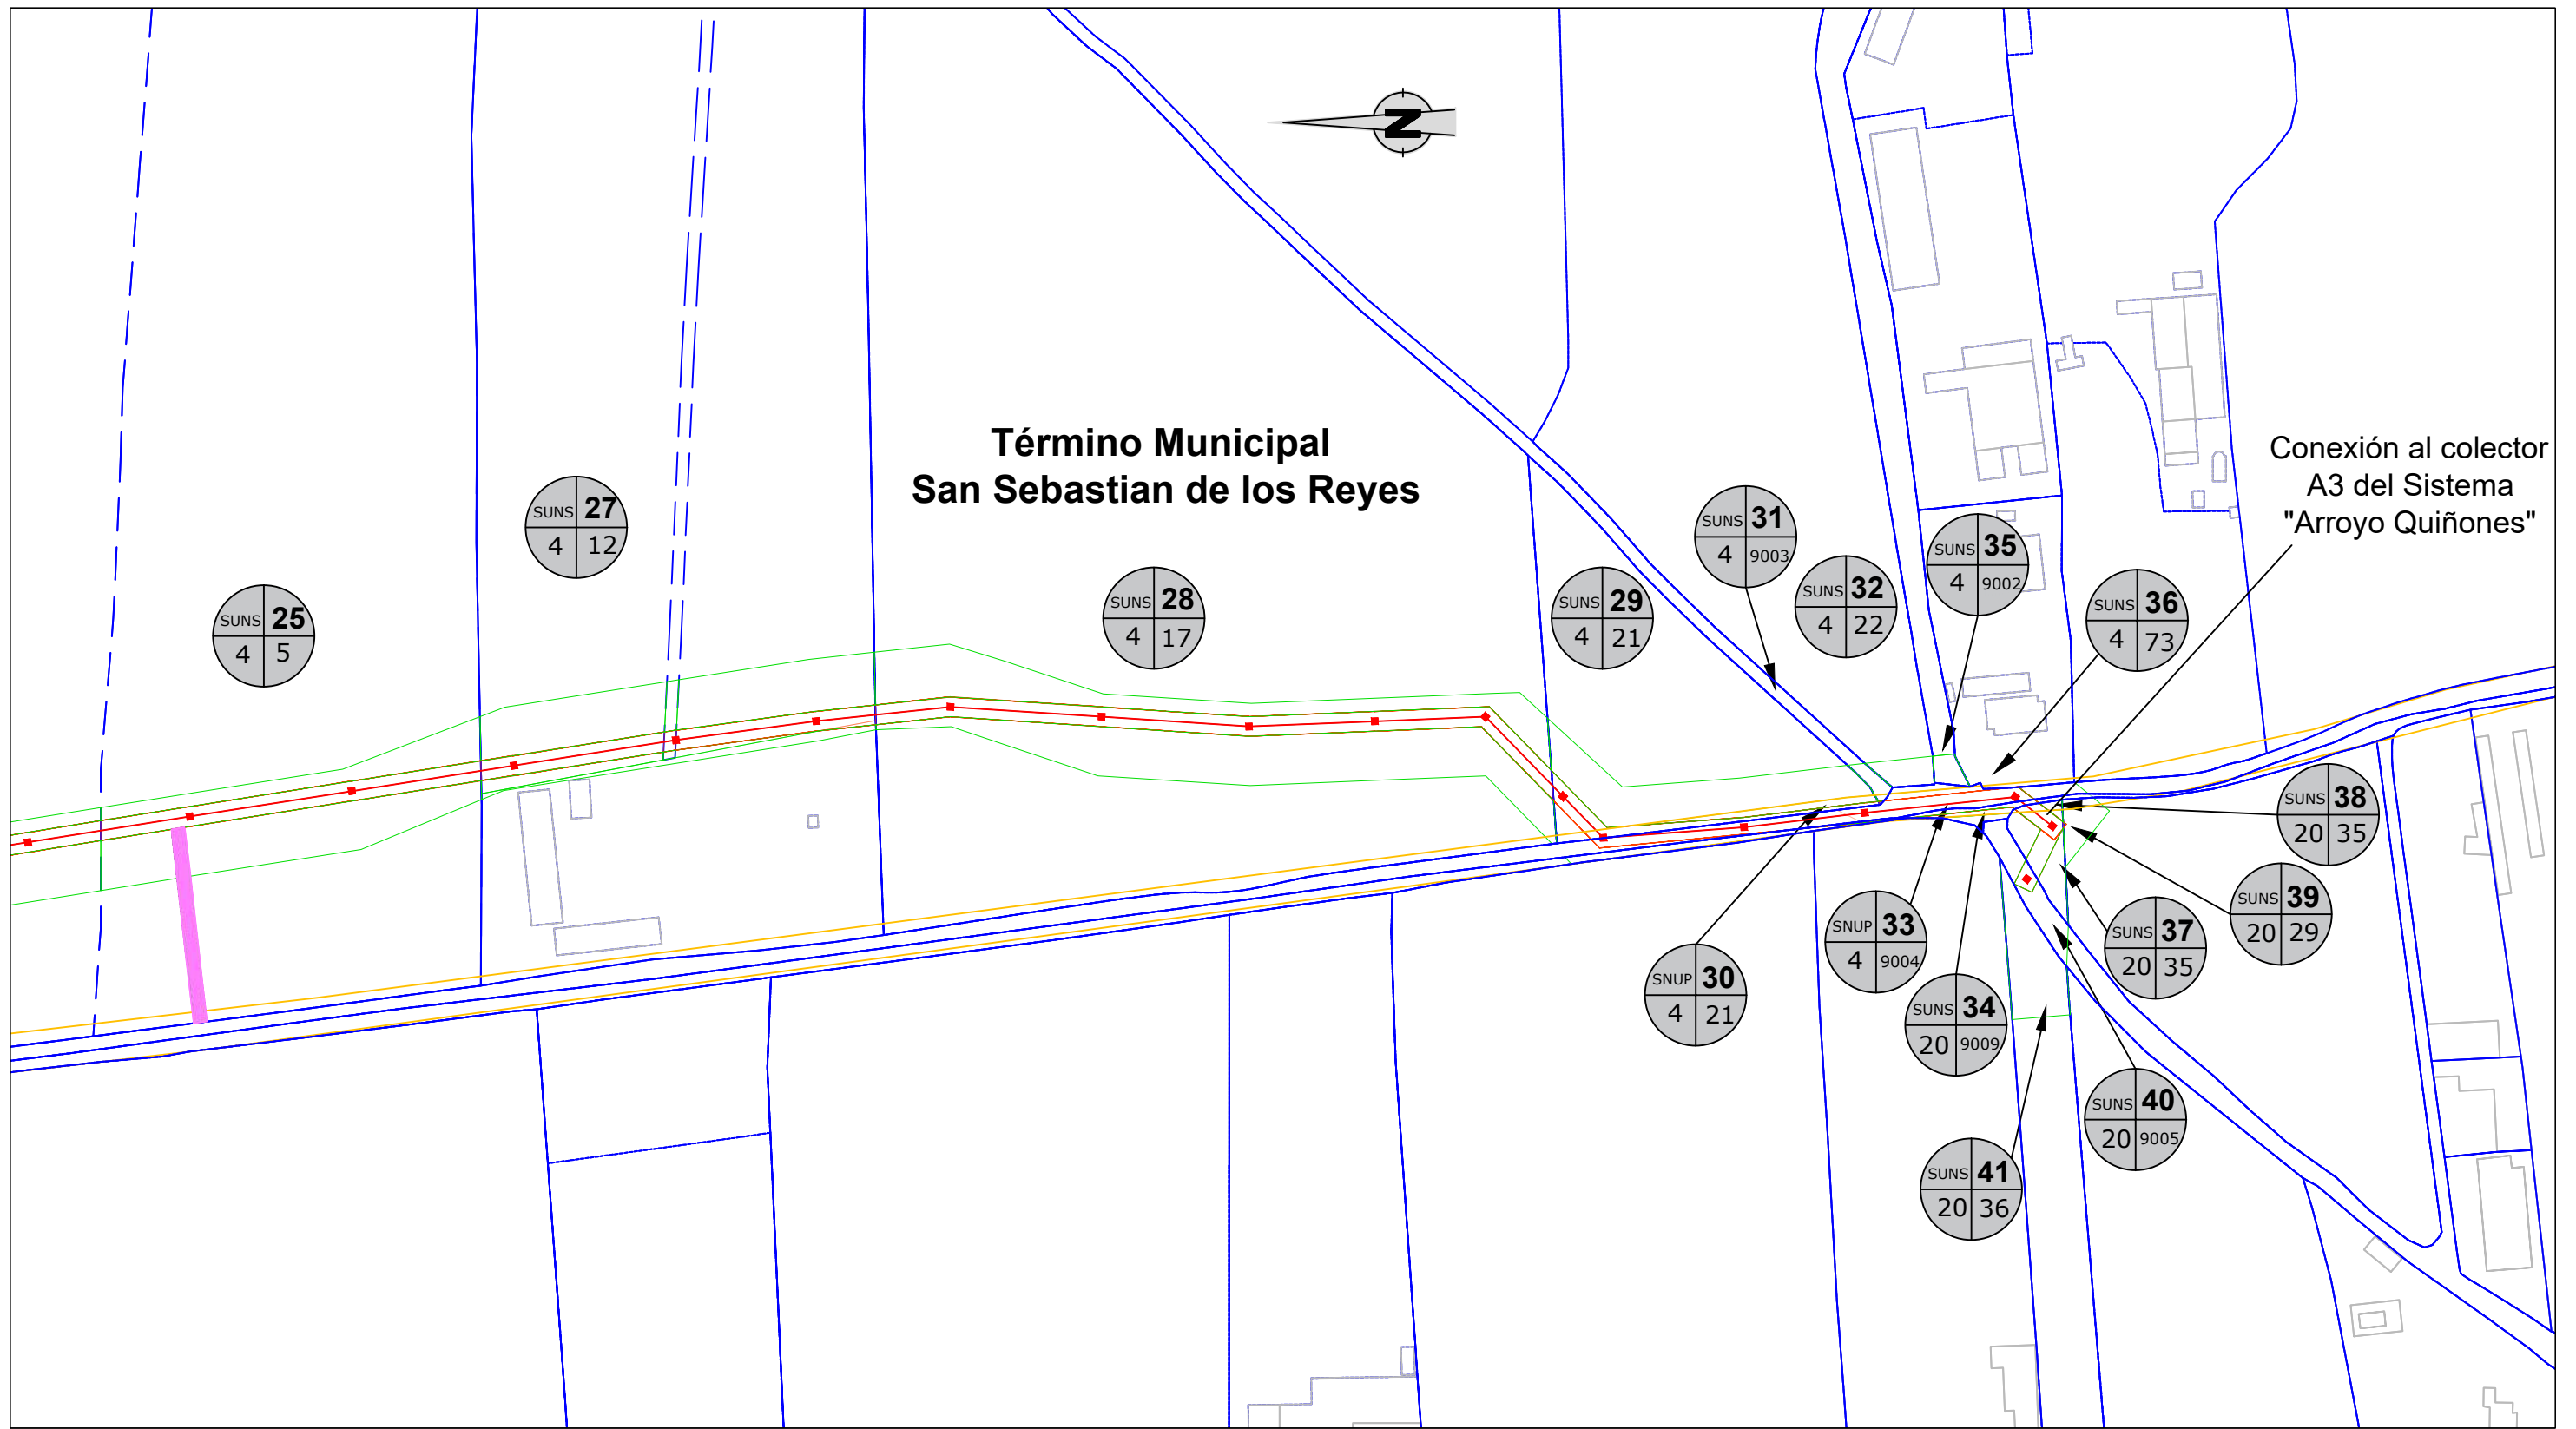 N
Término Municipal
San Sebastian de los Reyes
Conexión al colector
A3 del Sistema
"Arroyo Quiñones"
SUNS 25
4 5
SUNS 27
4 12
SUNS 28
4 17
SUNS 29
4 21
SUNS 31
4 9003
SUNS 32
4 22
SUNS 35
4 9002
SUNS 36
4 73
SNUP 30
4 21
SNUP 33
4 9004
SUNS 34
20 9009
SUNS 37
20 35
SUNS 38
20 35
SUNS 39
20 29
SUNS 40
20 9005
SUNS 41
20 36